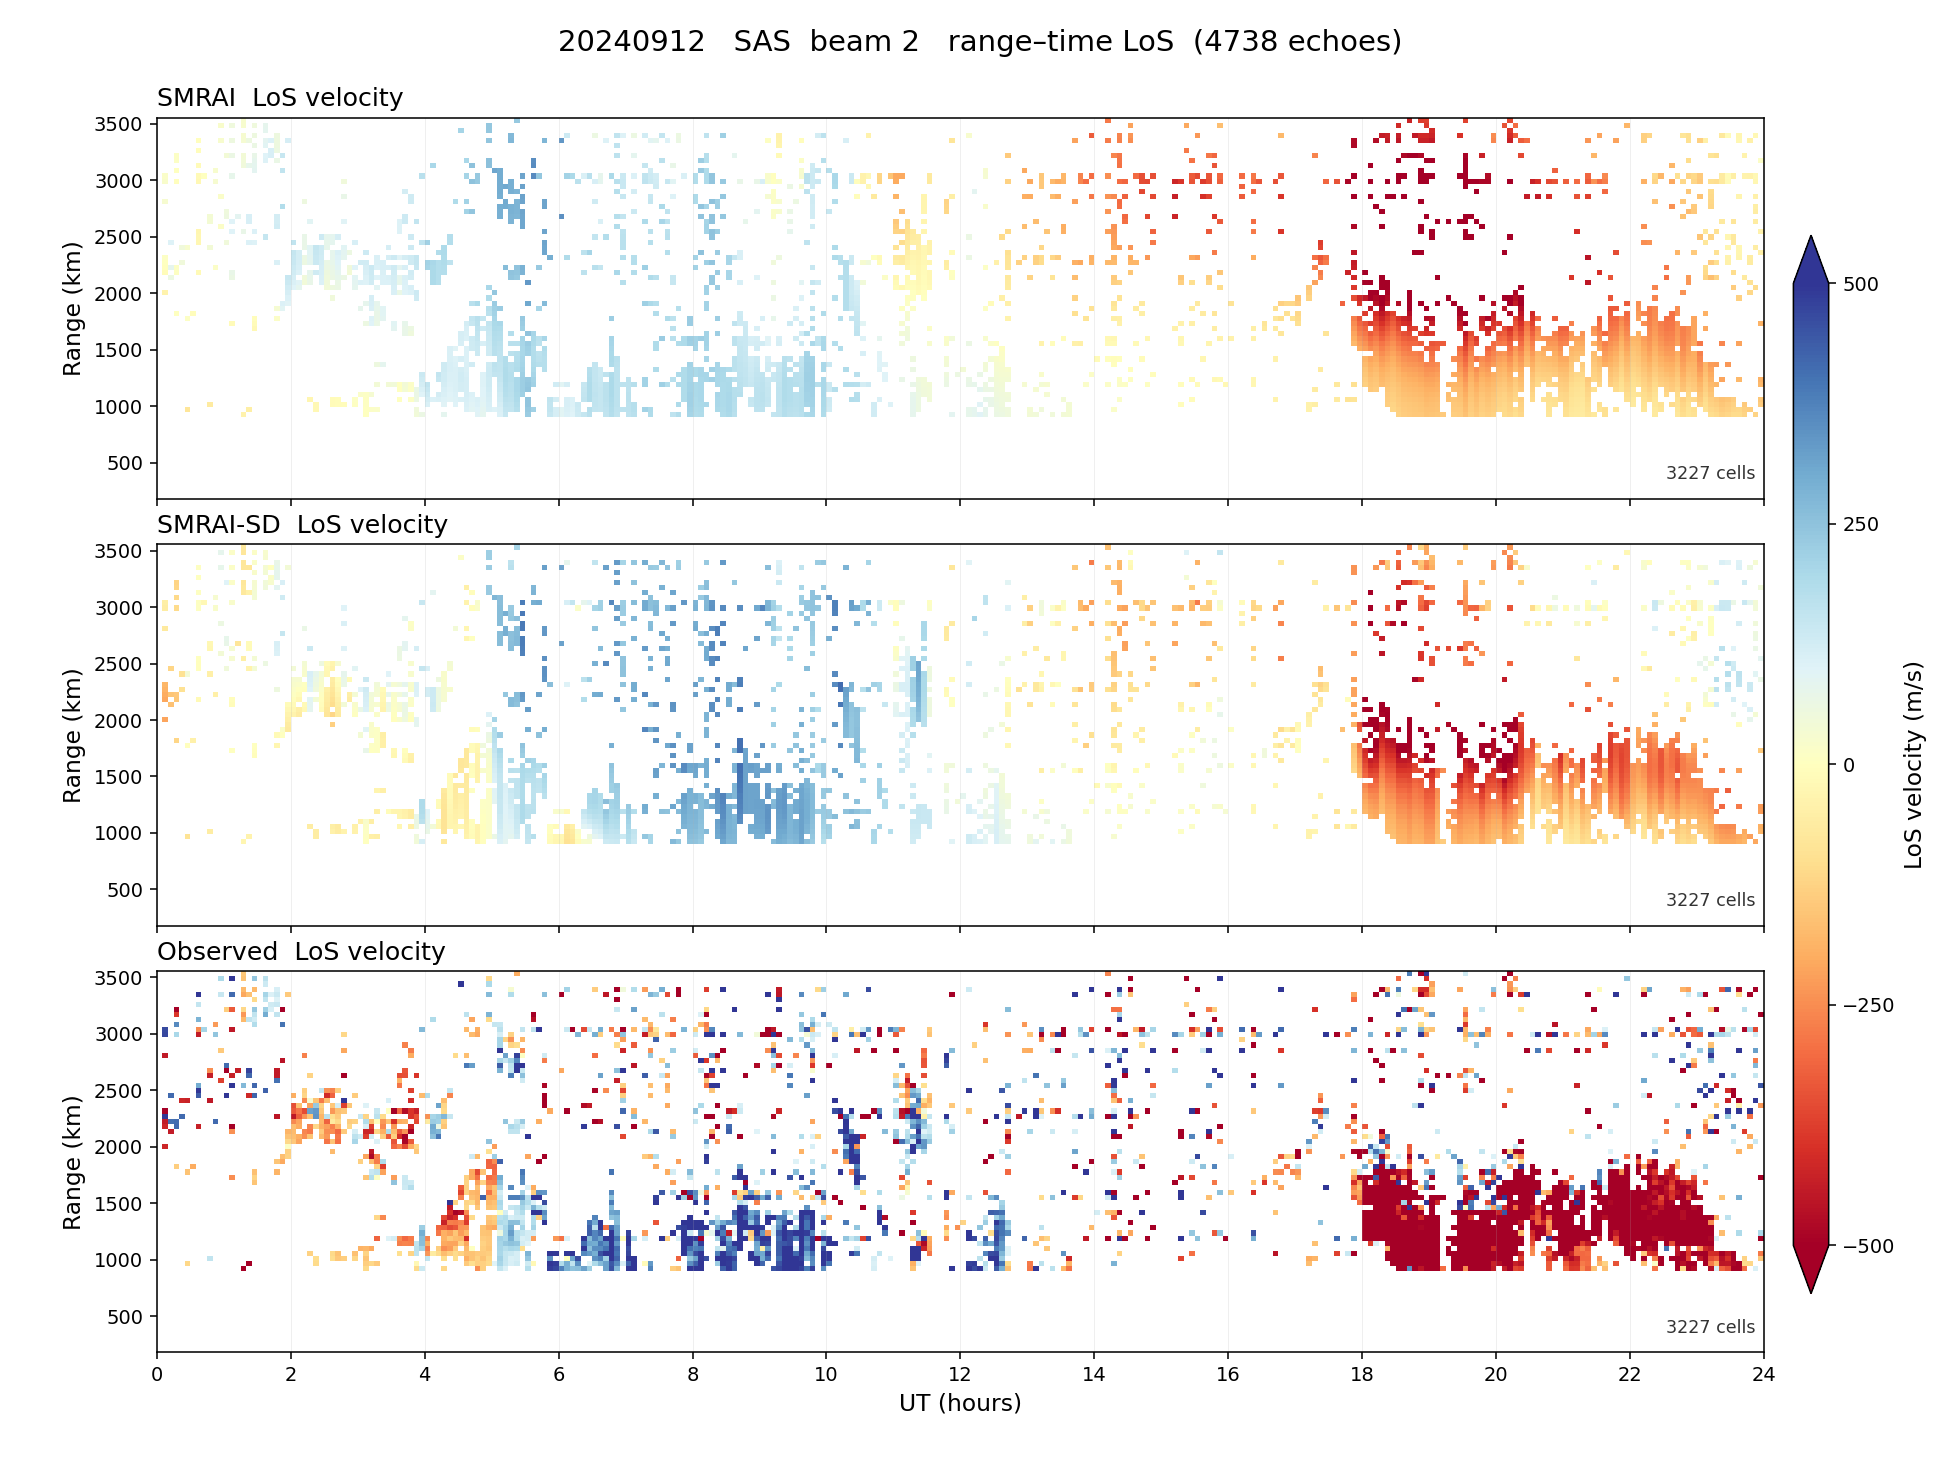 20240912   SAS  beam 2   range–time LoS  (4738 echoes)
SMRAI  LoS velocity
3500
3000
2500
2000
1500
1000
500
Range (km)
3227 cells
SMRAI-SD  LoS velocity
3500
3000
2500
2000
1500
1000
500
Range (km)
3227 cells
Observed  LoS velocity
3500
3000
2500
2000
1500
1000
500
Range (km)
3227 cells
0 2 4 6 8 10 12 14 16 18 20 22 24
UT (hours)
500
250
0
−250
−500
LoS velocity (m/s)